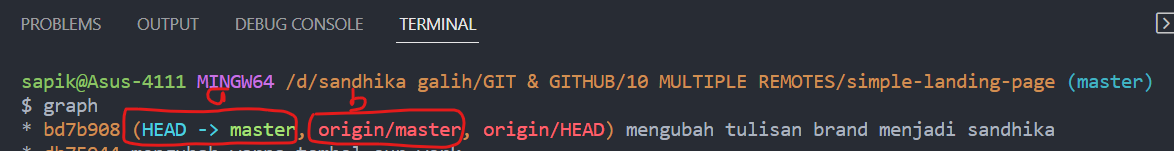 PROBLEMS OUTPUT DEBUG CONSOLE TERMINAL
sapik@Asus-4111 MINGW64 /d/sandhika galih/GIT & GITHUB/10 MULTIPLE REMOTES/simple-landing-page (master)
a b
$ graph
* bd7b908 (HEAD -> master, origin/master, origin/HEAD) mengubah tulisan brand menjadi sandhika